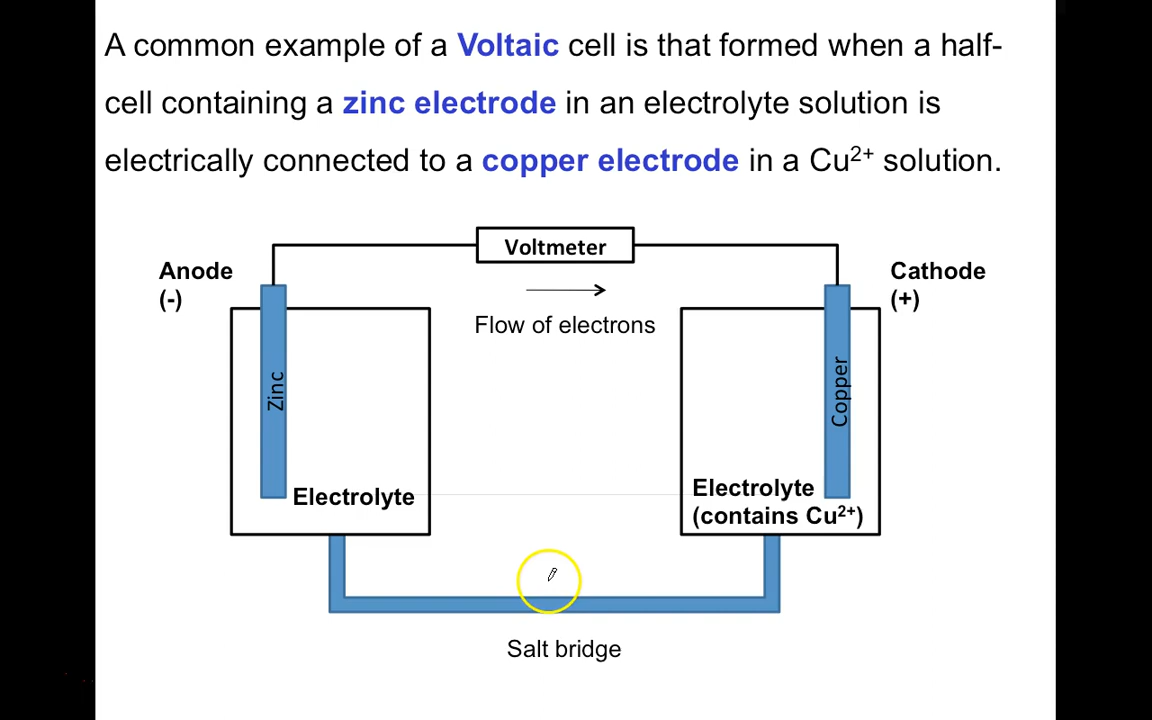 A common example of a Voltaic cell is that formed when a half-
cell containing a zinc electrode in an electrolyte solution is
electrically connected to a copper electrode in a Cu²⁺ solution.
Voltmeter
Anode
(-)
Cathode
(+)
Flow of electrons
Zinc
Copper
Electrolyte
Electrolyte
(contains Cu²⁺)
Salt bridge